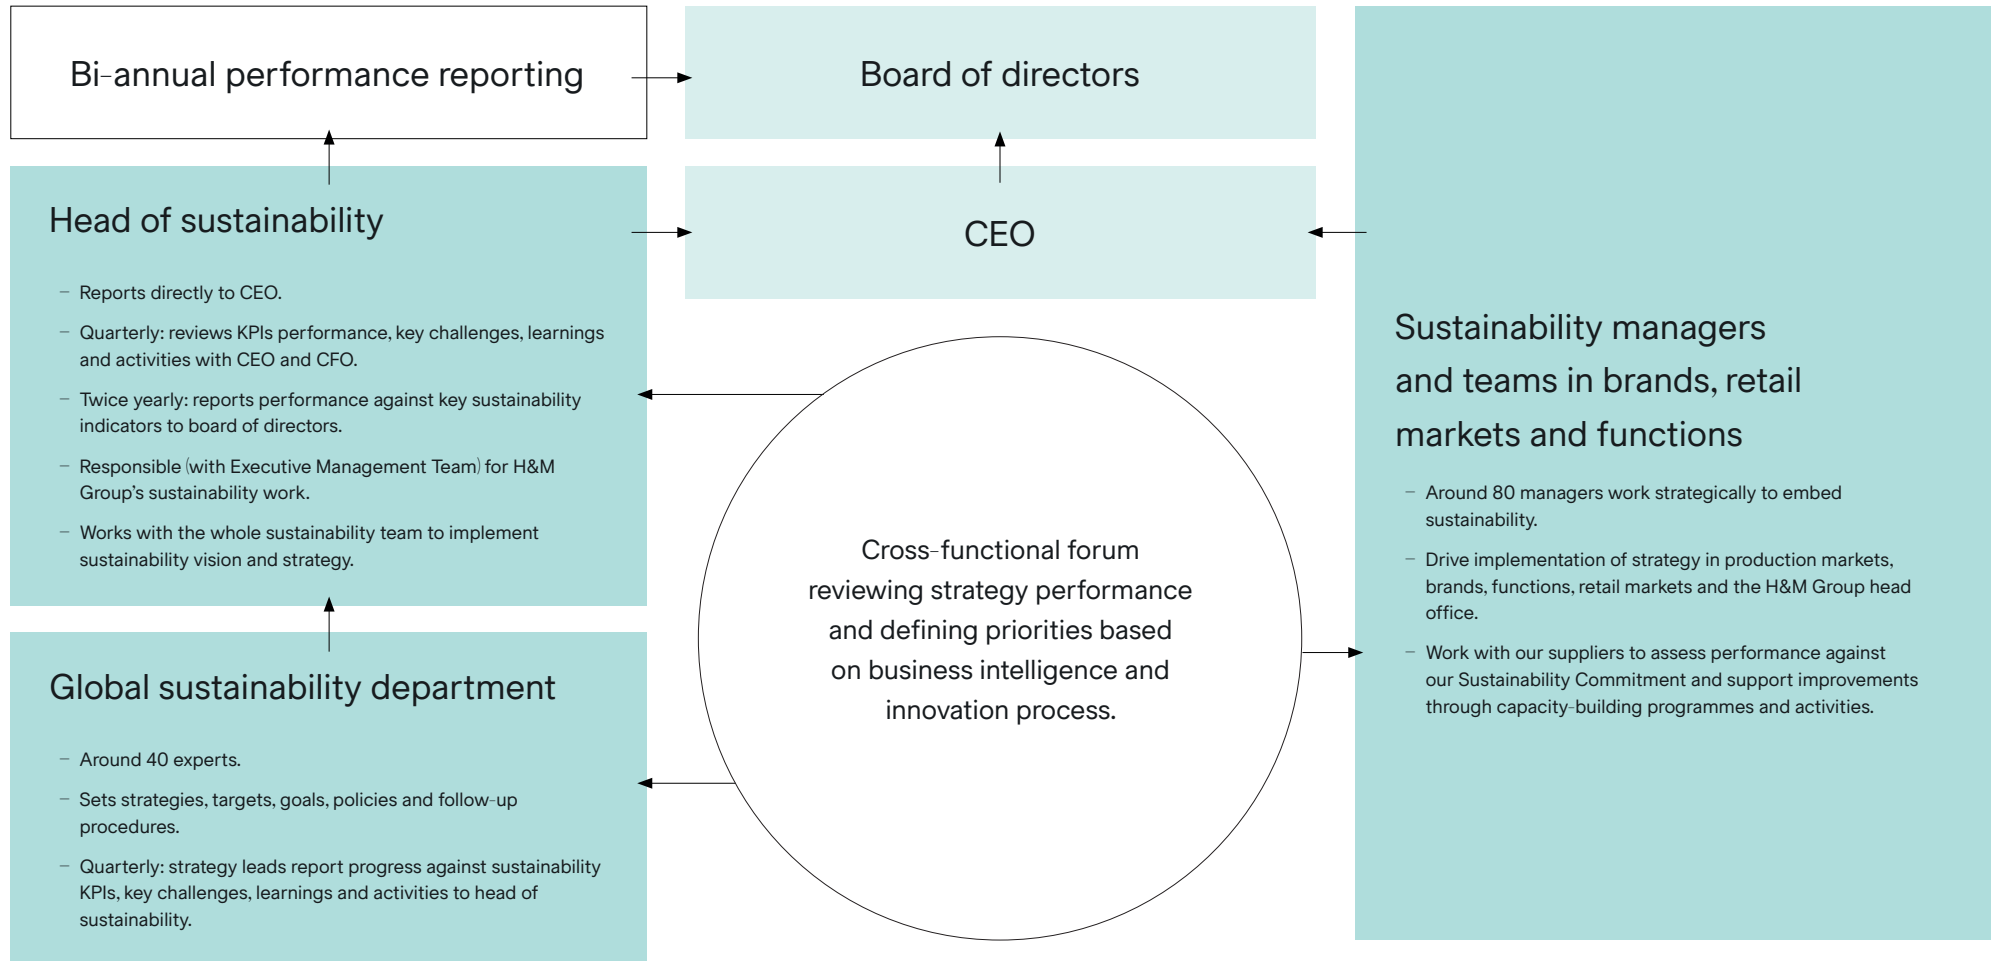 Bi-annual performance reporting
Board of directors
Head of sustainability
– Reports directly to CEO.
– Quarterly: reviews KPIs performance, key challenges, learnings
and activities with CEO and CFO.
– Twice yearly: reports performance against key sustainability
indicators to board of directors.
– Responsible (with Executive Management Team) for H&M
Group’s sustainability work.
– Works with the whole sustainability team to implement
sustainability vision and strategy.
CEO
Global sustainability department
– Around 40 experts.
– Sets strategies, targets, goals, policies and follow-up
procedures.
– Quarterly: strategy leads report progress against sustainability
KPIs, key challenges, learnings and activities to head of
sustainability.
Cross-functional forum
reviewing strategy performance
and defining priorities based
on business intelligence and
innovation process.
Sustainability managers
and teams in brands, retail
markets and functions
– Around 80 managers work strategically to embed
sustainability.
– Drive implementation of strategy in production markets,
brands, functions, retail markets and the H&M Group head
office.
– Work with our suppliers to assess performance against
our Sustainability Commitment and support improvements
through capacity-building programmes and activities.